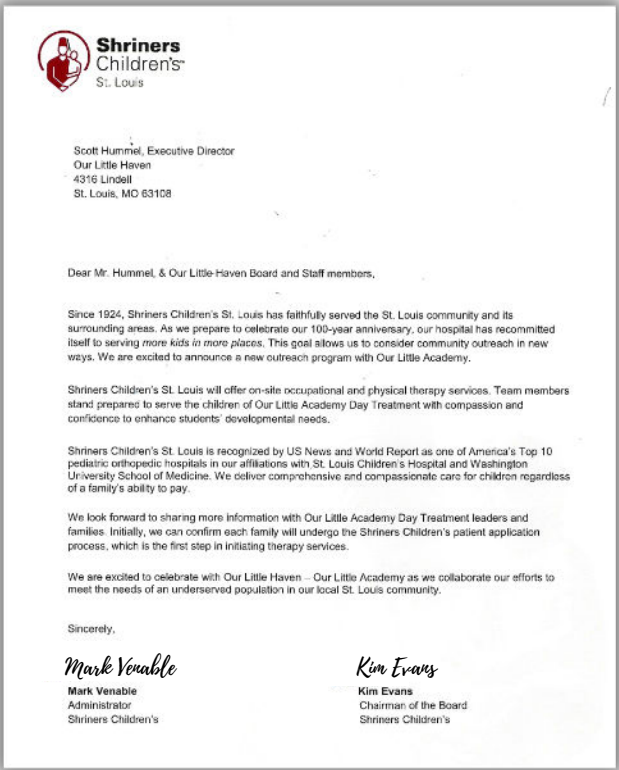 Shriners
Children's™
St. Louis
Scott Hummel, Executive Director
Our Little Haven
4316 Lindell
St. Louis, MO 63108
Dear Mr. Hummel, & Our Little Haven Board and Staff members,
Since 1924, Shriners Children's St. Louis has faithfully served the St. Louis community and its
surrounding areas. As we prepare to celebrate our 100-year anniversary, our hospital has recommitted
itself to serving more kids in more places. This goal allows us to consider community outreach in new
ways. We are excited to announce a new outreach program with Our Little Academy.
Shriners Children's St. Louis will offer on-site occupational and physical therapy services. Team members
stand prepared to serve the children of Our Little Academy Day Treatment with compassion and
confidence to enhance students' developmental needs.
Shriners Children's St. Louis is recognized by US News and World Report as one of America's Top 10
pediatric orthopedic hospitals in our affiliations with St. Louis Children's Hospital and Washington
University School of Medicine. We deliver comprehensive and compassionate care for children regardless
of a family's ability to pay.
We look forward to sharing more information with Our Little Academy Day Treatment leaders and
families. Initially, we can confirm each family will undergo the Shriners Children's patient application
process, which is the first step in initiating therapy services.
We are excited to celebrate with Our Little Haven – Our Little Academy as we collaborate our efforts to
meet the needs of an underserved population in our local St. Louis community.
Sincerely,
Mark Venable Kim Evans
Mark Venable Kim Evans
Administrator Chairman of the Board
Shriners Children's Shriners Children's